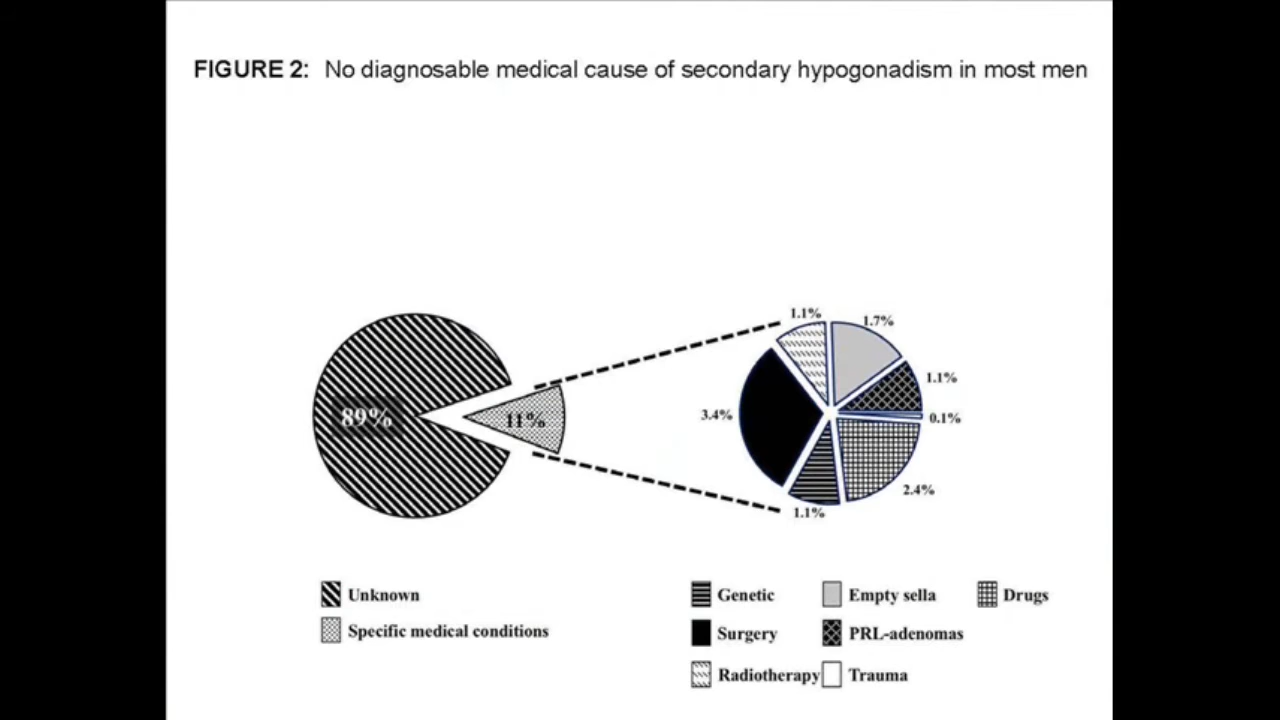 FIGURE 2: No diagnosable medical cause of secondary hypogonadism in most men
1.1%
1.7%
1.1%
89%
11%
3.4%
0.1%
2.4%
1.1%
Unknown
Specific medical conditions
Genetic
Empty sella
Drugs
Surgery
PRL-adenomas
Radiotherapy
Trauma